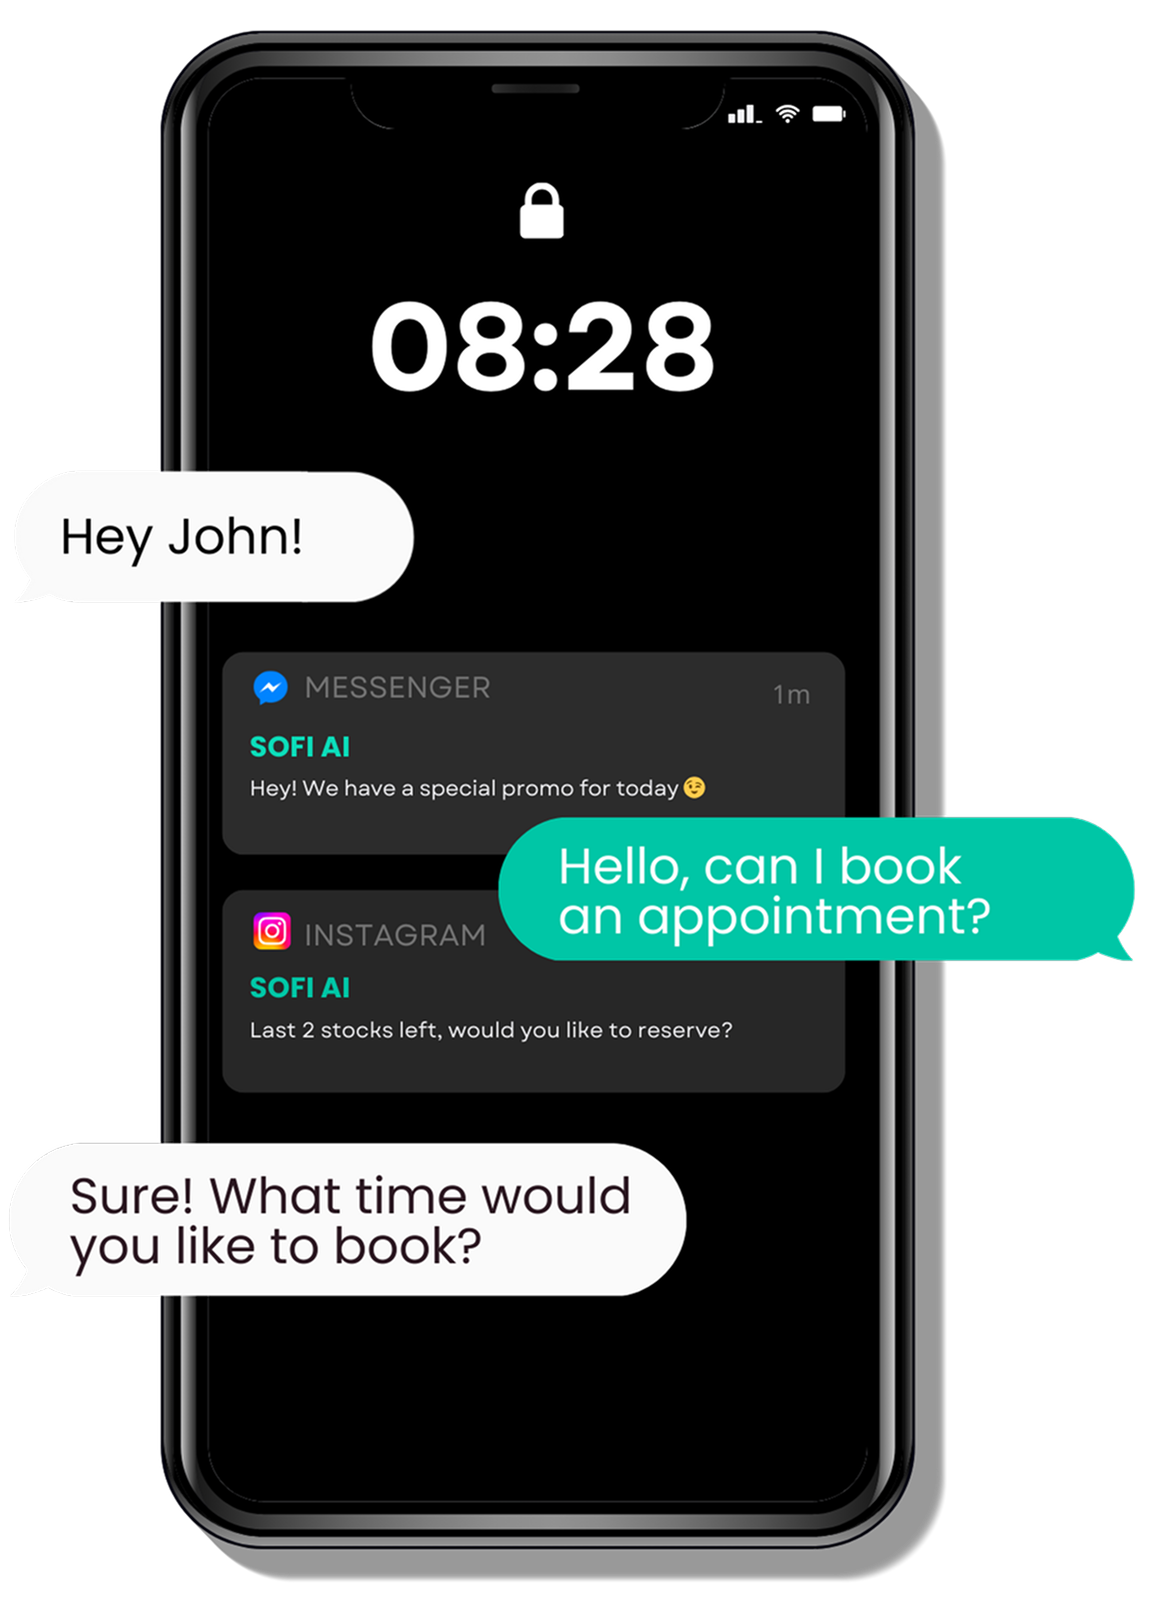 08:28
Hey John!
MESSENGER
1m
SOFI AI
Hey! We have a special promo for today😉
Hello, can I book
an appointment?
INSTAGRAM
SOFI AI
Last 2 stocks left, would you like to reserve?
Sure! What time would
you like to book?